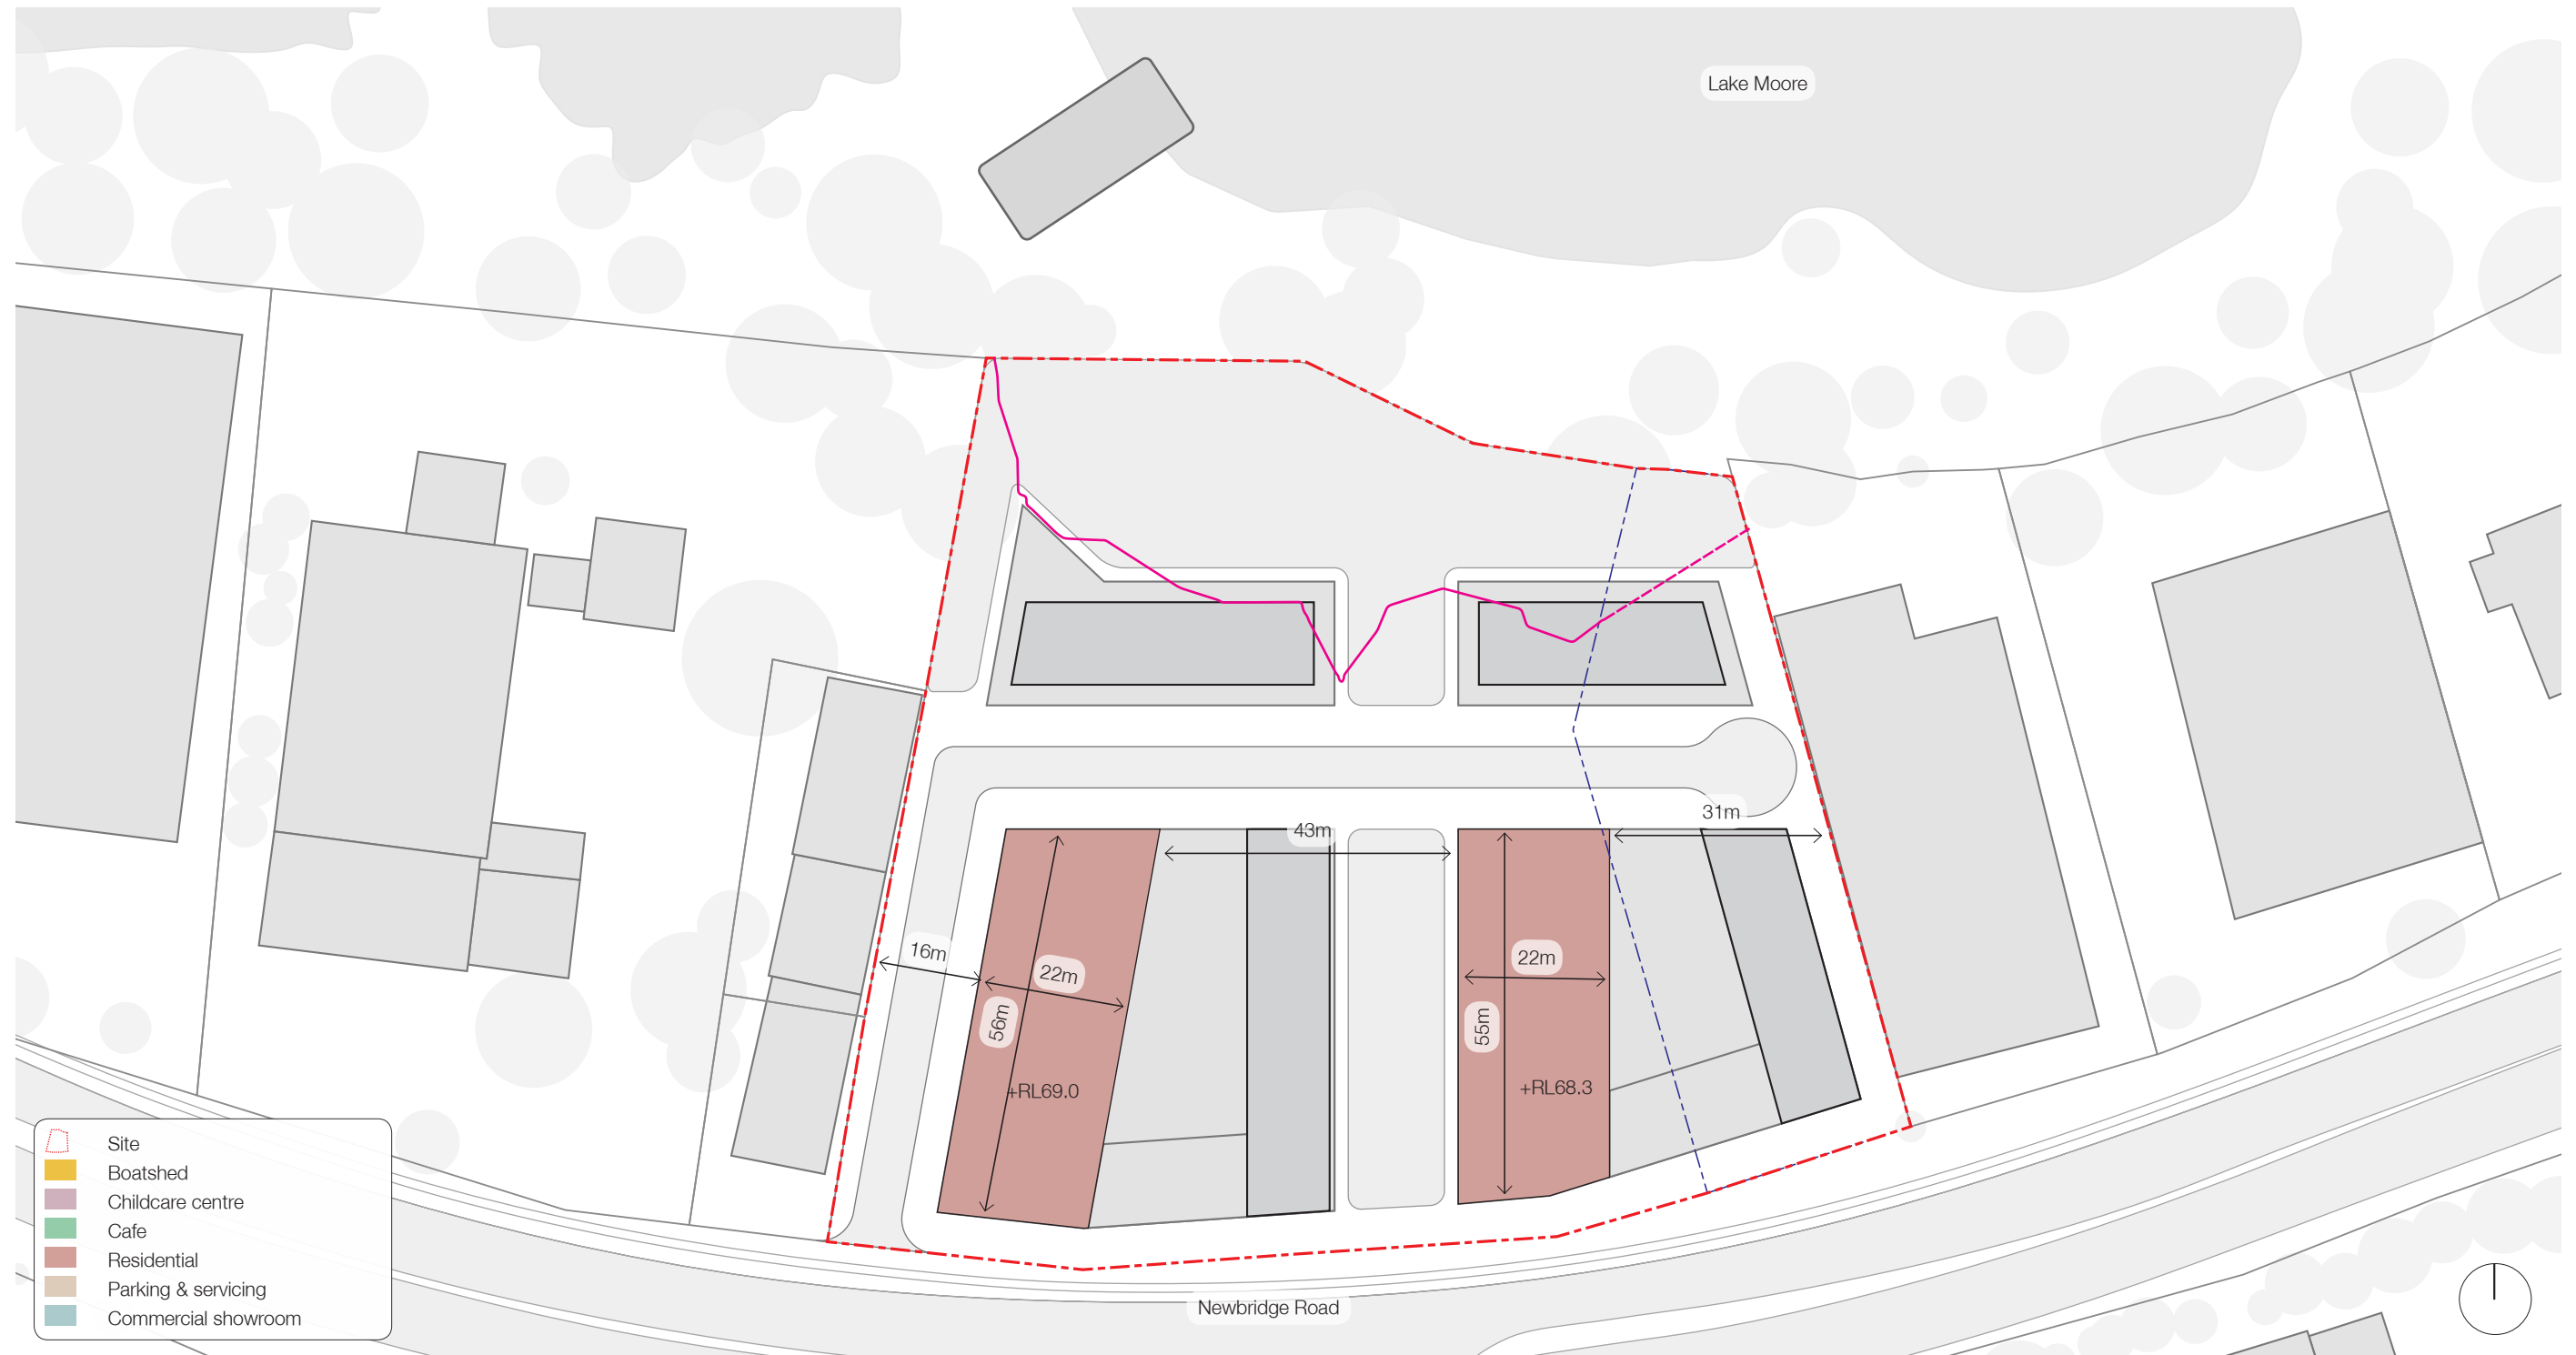 Lake Moore
31m
43m
16m
22m
22m
56m
55m
+RL69.0
+RL68.3
Site
Boatshed
Childcare centre
Cafe
Residential
Parking & servicing
Commercial showroom
Newbridge Road